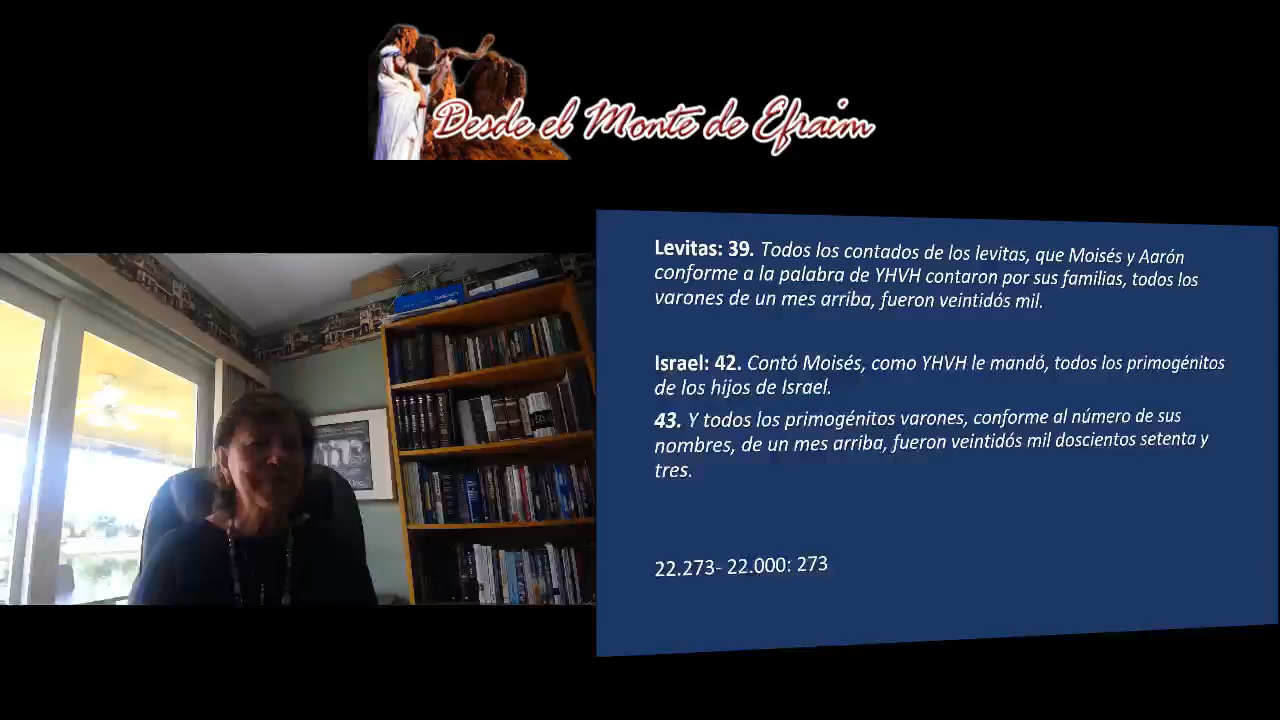 Desde el Monte de Efraim
Levitas: 39. Todos los contados de los levitas, que Moisés y Aarón
conforme a la palabra de YHVH contaron por sus familias, todos los
varones de un mes arriba, fueron veintidós mil.
Israel: 42. Contó Moisés, como YHVH le mandó, todos los primogénitos
de los hijos de Israel.
43. Y todos los primogénitos varones, conforme al número de sus
nombres, de un mes arriba, fueron veintidós mil doscientos setenta y
tres.
22.273- 22.000: 273